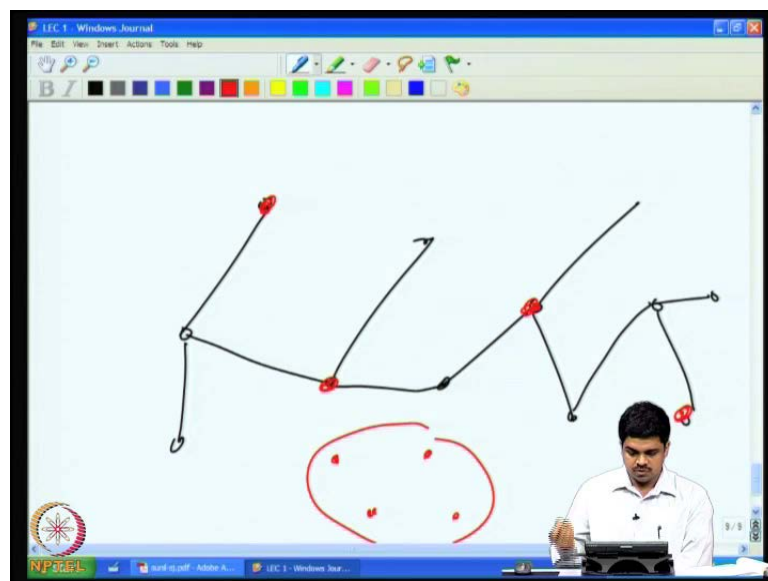 LEC 1 - Windows Journal
File Edit View Insert Actions Tools Help
B I
9/9
NPTEL
LEC 1 - Windows Jour...